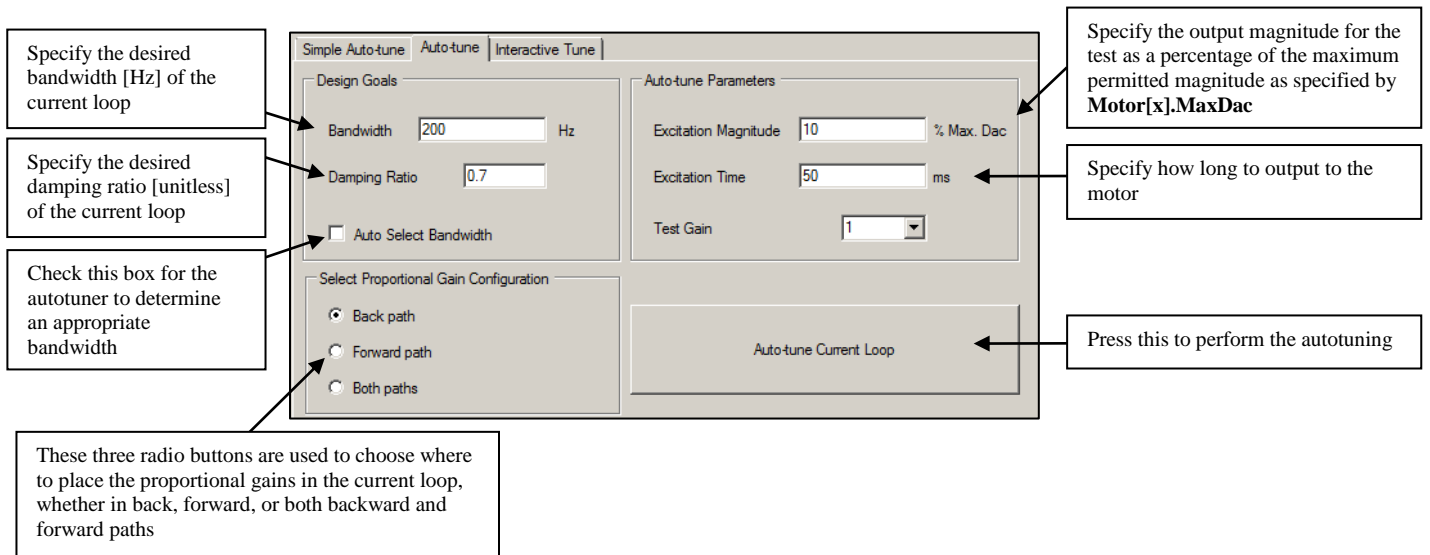 Specify the desired
bandwidth [Hz] of the
current loop
Specify the desired
damping ratio [unitless]
of the current loop
Check this box for the
autotuner to determine
an appropriate
bandwidth
Simple Auto-tune
Auto-tune
Interactive Tune
Design Goals
Bandwidth 200 Hz
Damping Ratio 0.7
Auto Select Bandwidth
Select Proportional Gain Configuration
Back path
Forward path
Both paths
Auto-tune Parameters
Excitation Magnitude 10 % Max. Dac
Excitation Time 50 ms
Test Gain 1
Auto-tune Current Loop
Specify the output magnitude for the
test as a percentage of the maximum
permitted magnitude as specified by
Motor[x].MaxDac
Specify how long to output to the
motor
Press this to perform the autotuning
These three radio buttons are used to choose where
to place the proportional gains in the current loop,
whether in back, forward, or both backward and
forward paths